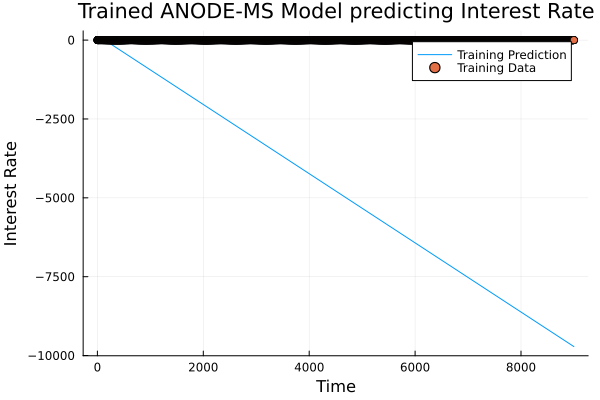 Trained ANODE-MS Model predicting Interest Rate
0
Training Prediction
Training Data
−2500
−5000
−7500
−10000
Interest Rate
0 2000 4000 6000 8000
Time